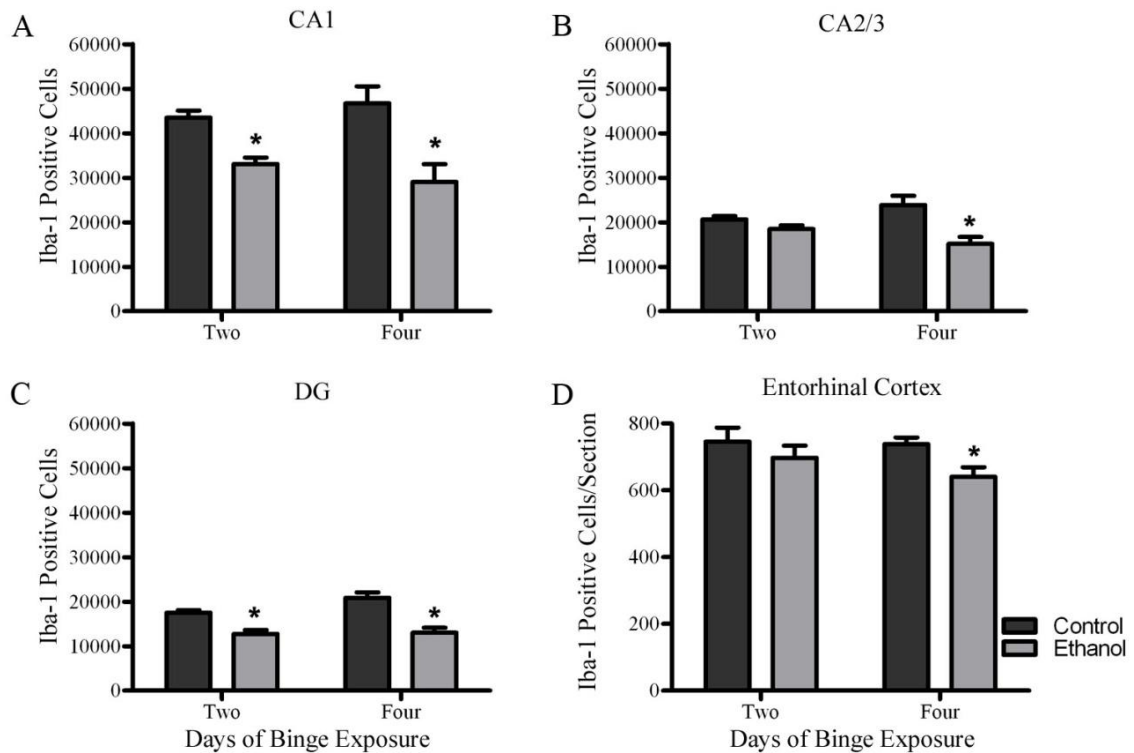 A
CA1
Iba-1 Positive Cells
60000
50000
40000
30000
20000
10000
0
*
*
Two
Four
B
CA2/3
Iba-1 Positive Cells
60000
50000
40000
30000
20000
10000
0
*
Two
Four
C
DG
Iba-1 Positive Cells
60000
50000
40000
30000
20000
10000
0
*
*
Two
Four
Days of Binge Exposure
D
Entorhinal Cortex
Iba-1 Positive Cells/Section
800
600
400
200
0
*
Two
Four
Days of Binge Exposure
Control
Ethanol